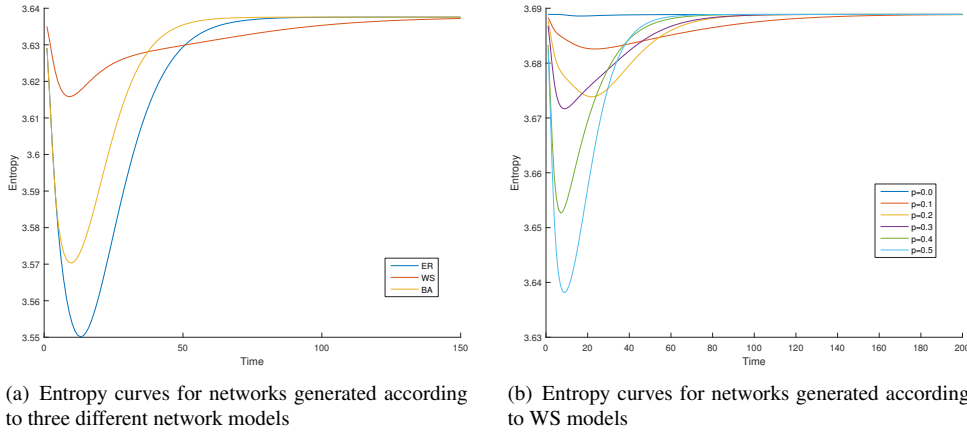 3.64
3.63
3.62
3.61
3.6
3.59
3.58
3.57
3.56
3.55
Entropy
0
50
100
150
Time
ER
WS
BA
(a) Entropy curves for networks generated according
to three different network models
3.69
3.68
3.67
3.66
3.65
3.64
3.63
Entropy
0
20
40
60
80
100
120
140
160
180
200
Time
p=0.0
p=0.1
p=0.2
p=0.3
p=0.4
p=0.5
(b) Entropy curves for networks generated according
to WS models